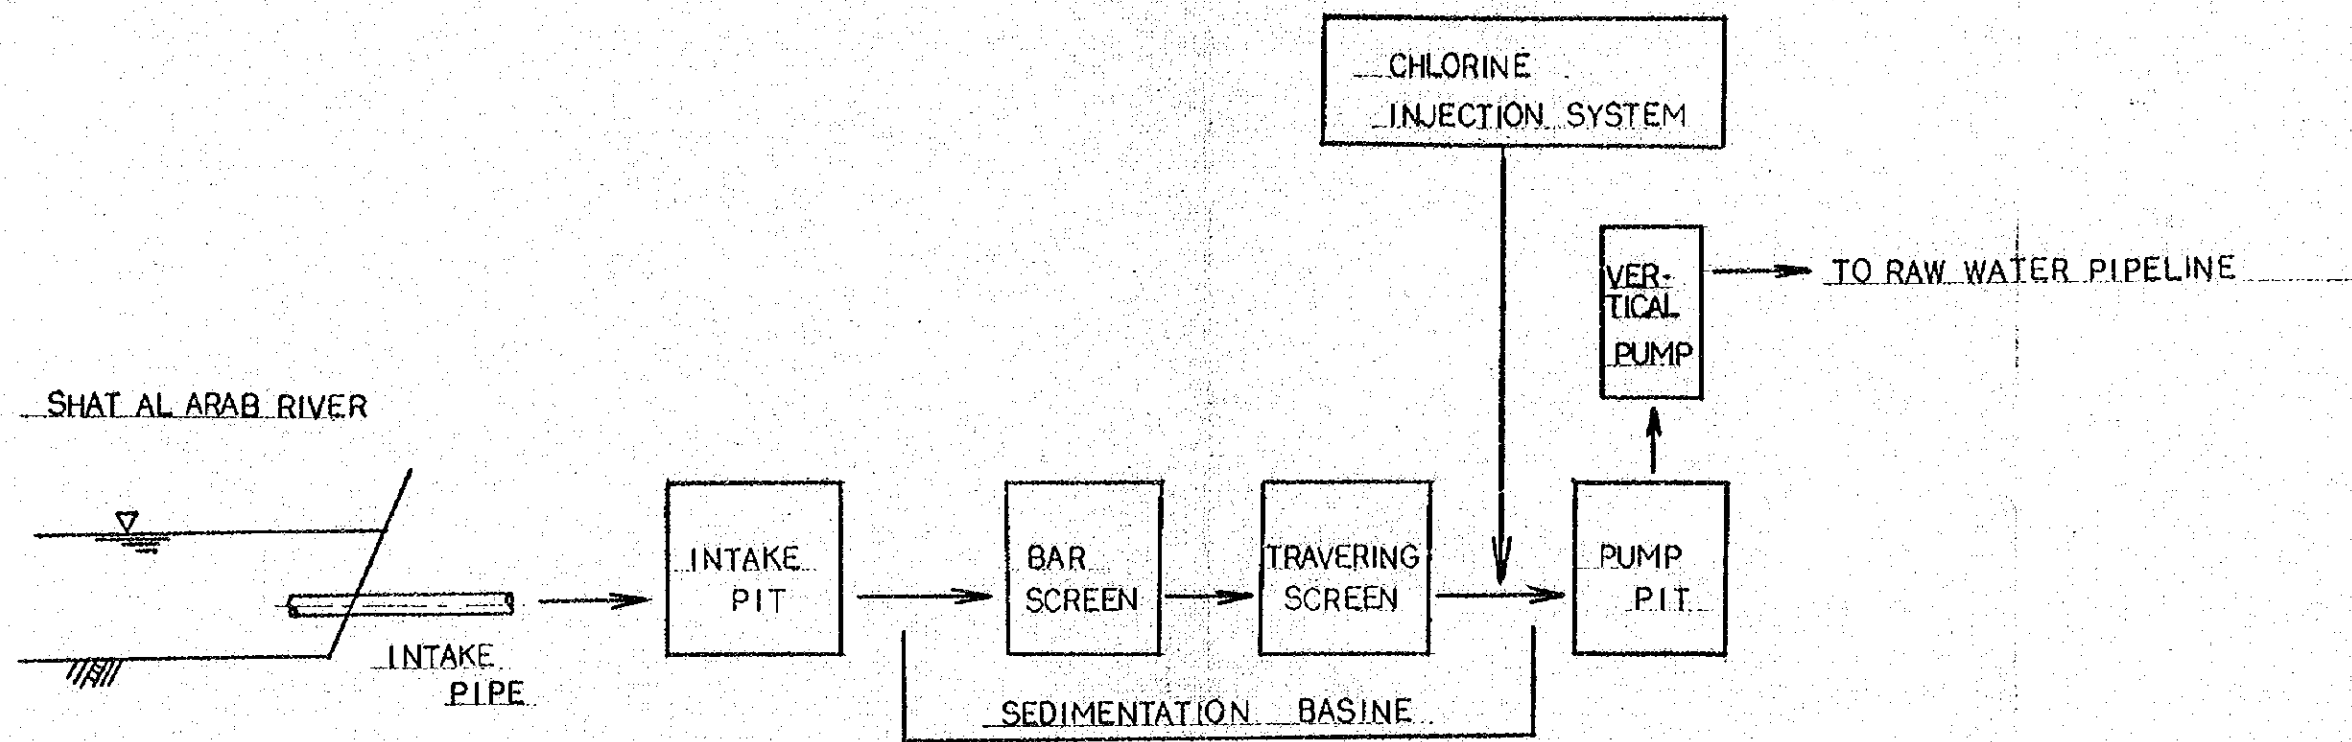 CHLORINE
INJECTION SYSTEM
VER-
TICAL
PUMP
TO RAW WATER PIPELINE
SHAT AL ARAB RIVER
INTAKE
PIPE
INTAKE
PIT
BAR
SCREEN
TRAVERING
SCREEN
PUMP
PIT
SEDIMENTATION BASINE